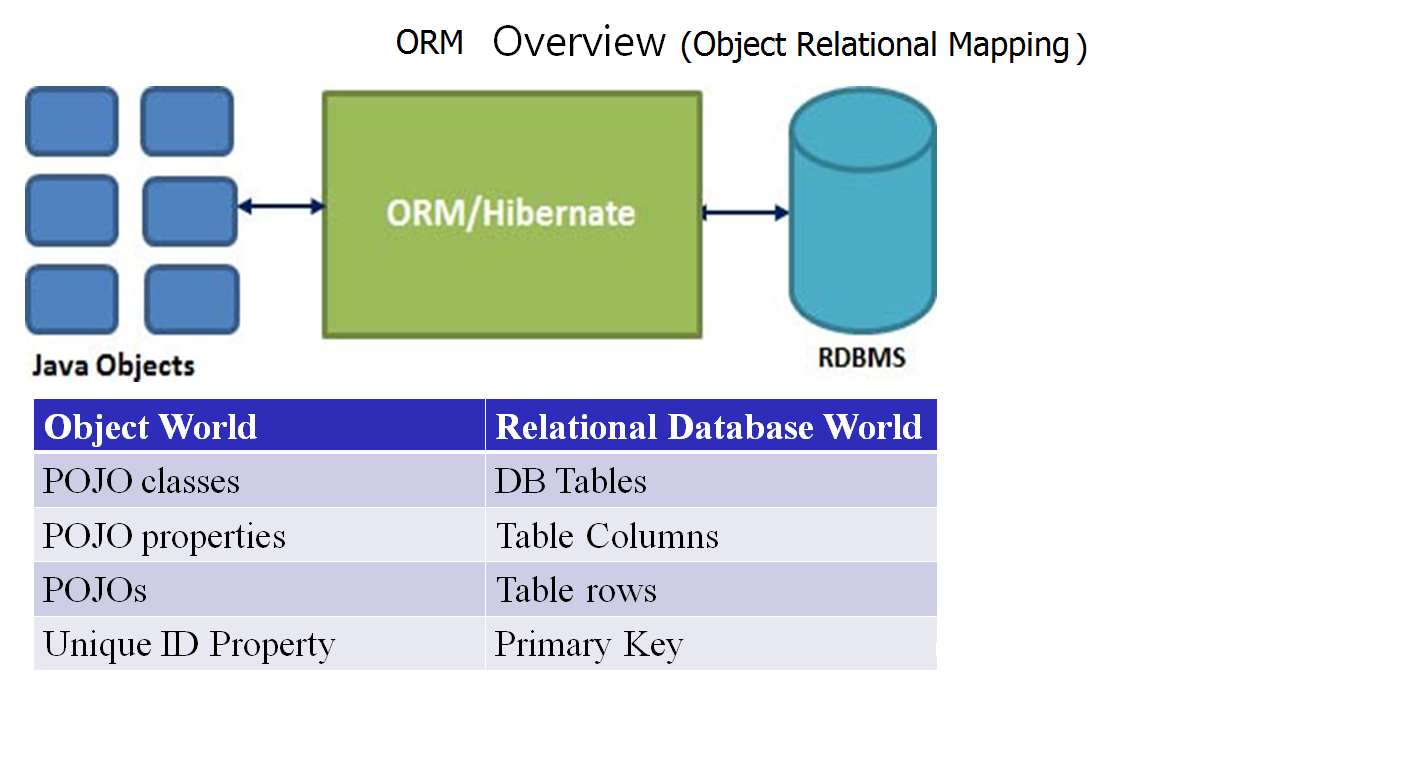 ORM Overview (Object Relational Mapping )
ORM/Hibernate
Java Objects
RDBMS
Object World Relational Database World
POJO classes DB Tables
POJO properties Table Columns
POJOs Table rows
Unique ID Property Primary Key